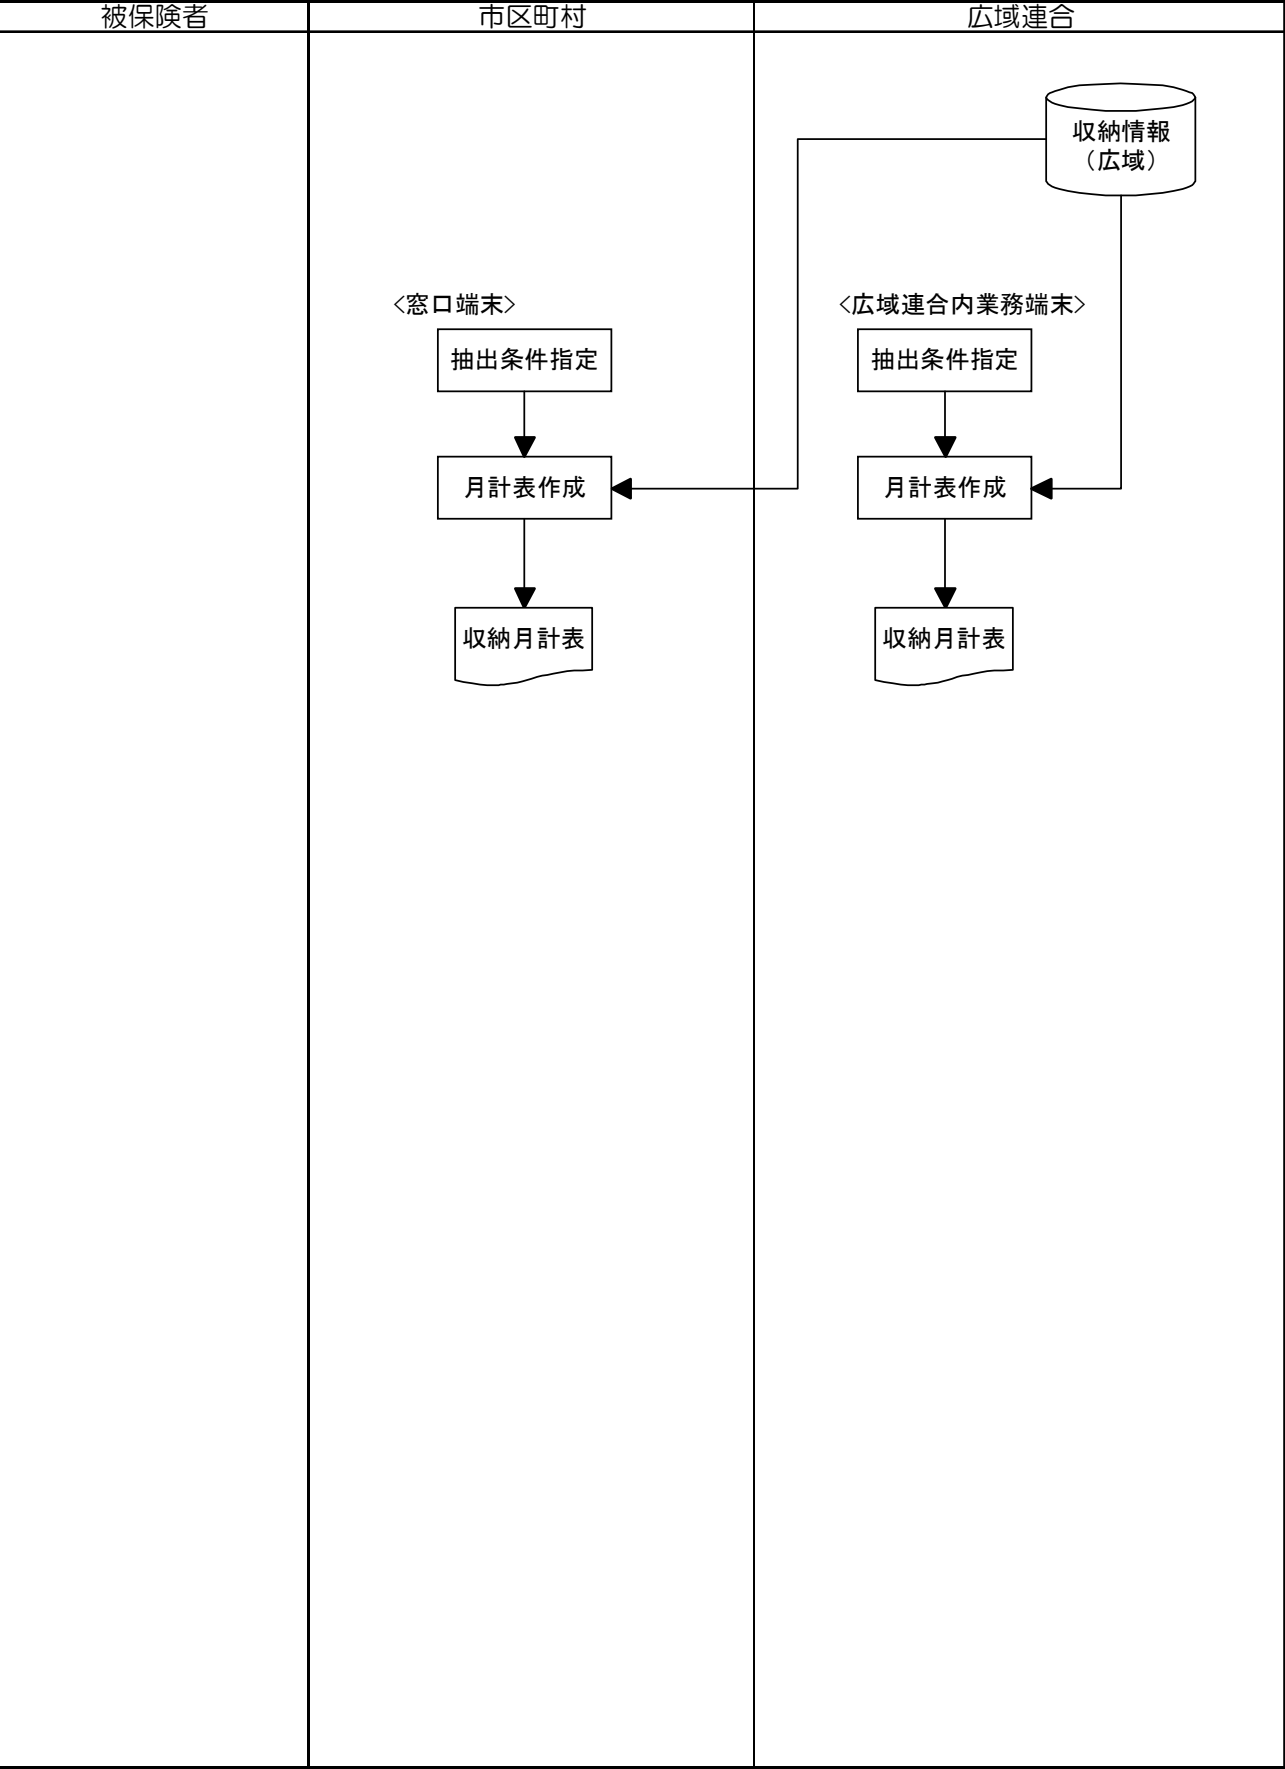 被保険者
市区町村
広域連合
収納情報
（広域）
<窓口端末>
<広域連合内業務端末>
抽出条件指定
抽出条件指定
月計表作成
月計表作成
収納月計表
収納月計表